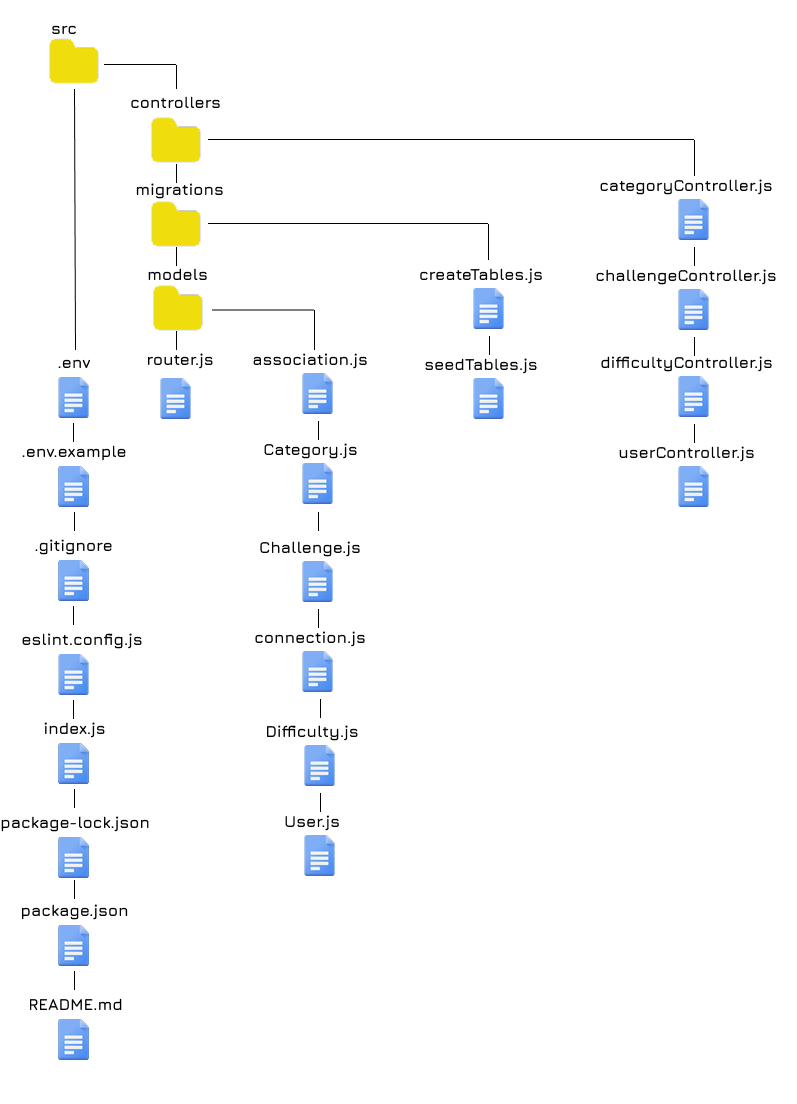 src
controllers
migrations
categoryController.js
models
createTables.js
challengeController.js
.env
router.js
association.js
seedTables.js
difficultyController.js
.env.example
Category.js
userController.js
.gitignore
Challenge.js
eslint.config.js
connection.js
index.js
Difficulty.js
package-lock.json
User.js
package.json
README.md